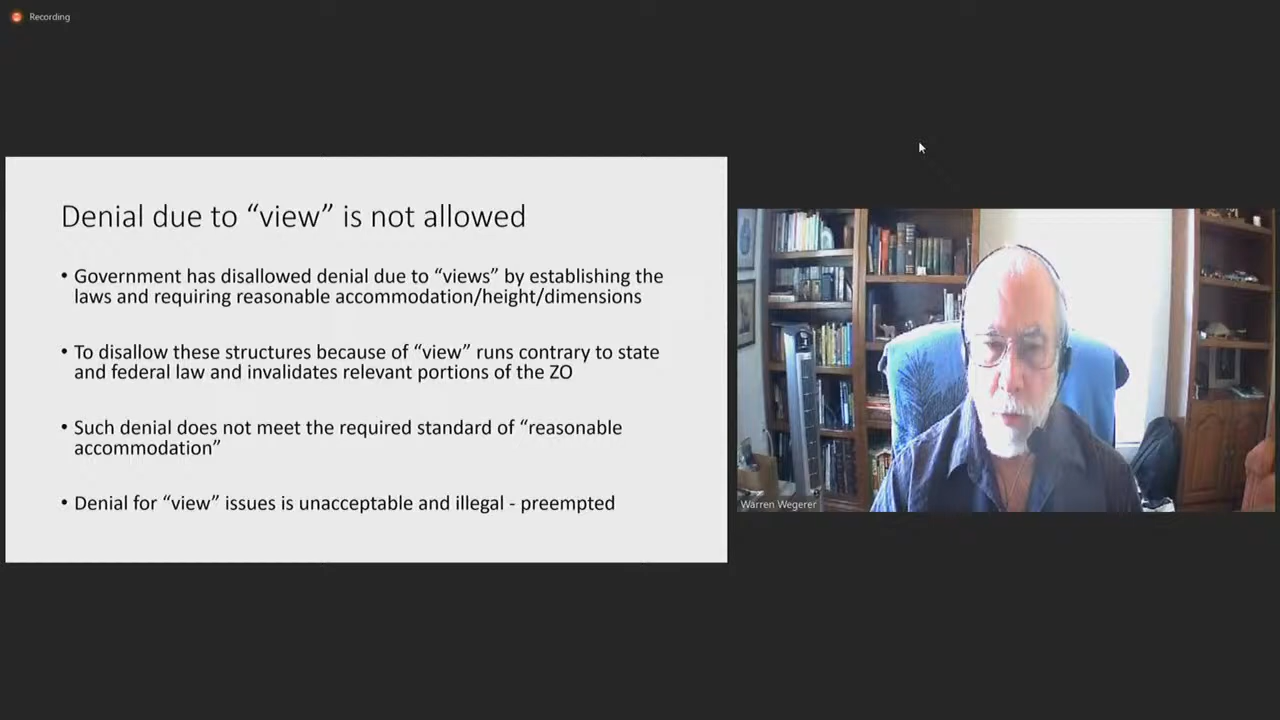 Recording
Denial due to “view” is not allowed
• Government has disallowed denial due to “views” by establishing the
laws and requiring reasonable accommodation/height/dimensions
• To disallow these structures because of “view” runs contrary to state
and federal law and invalidates relevant portions of the ZO
• Such denial does not meet the required standard of “reasonable
accommodation”
• Denial for “view” issues is unacceptable and illegal - preempted
Warren Wegerer